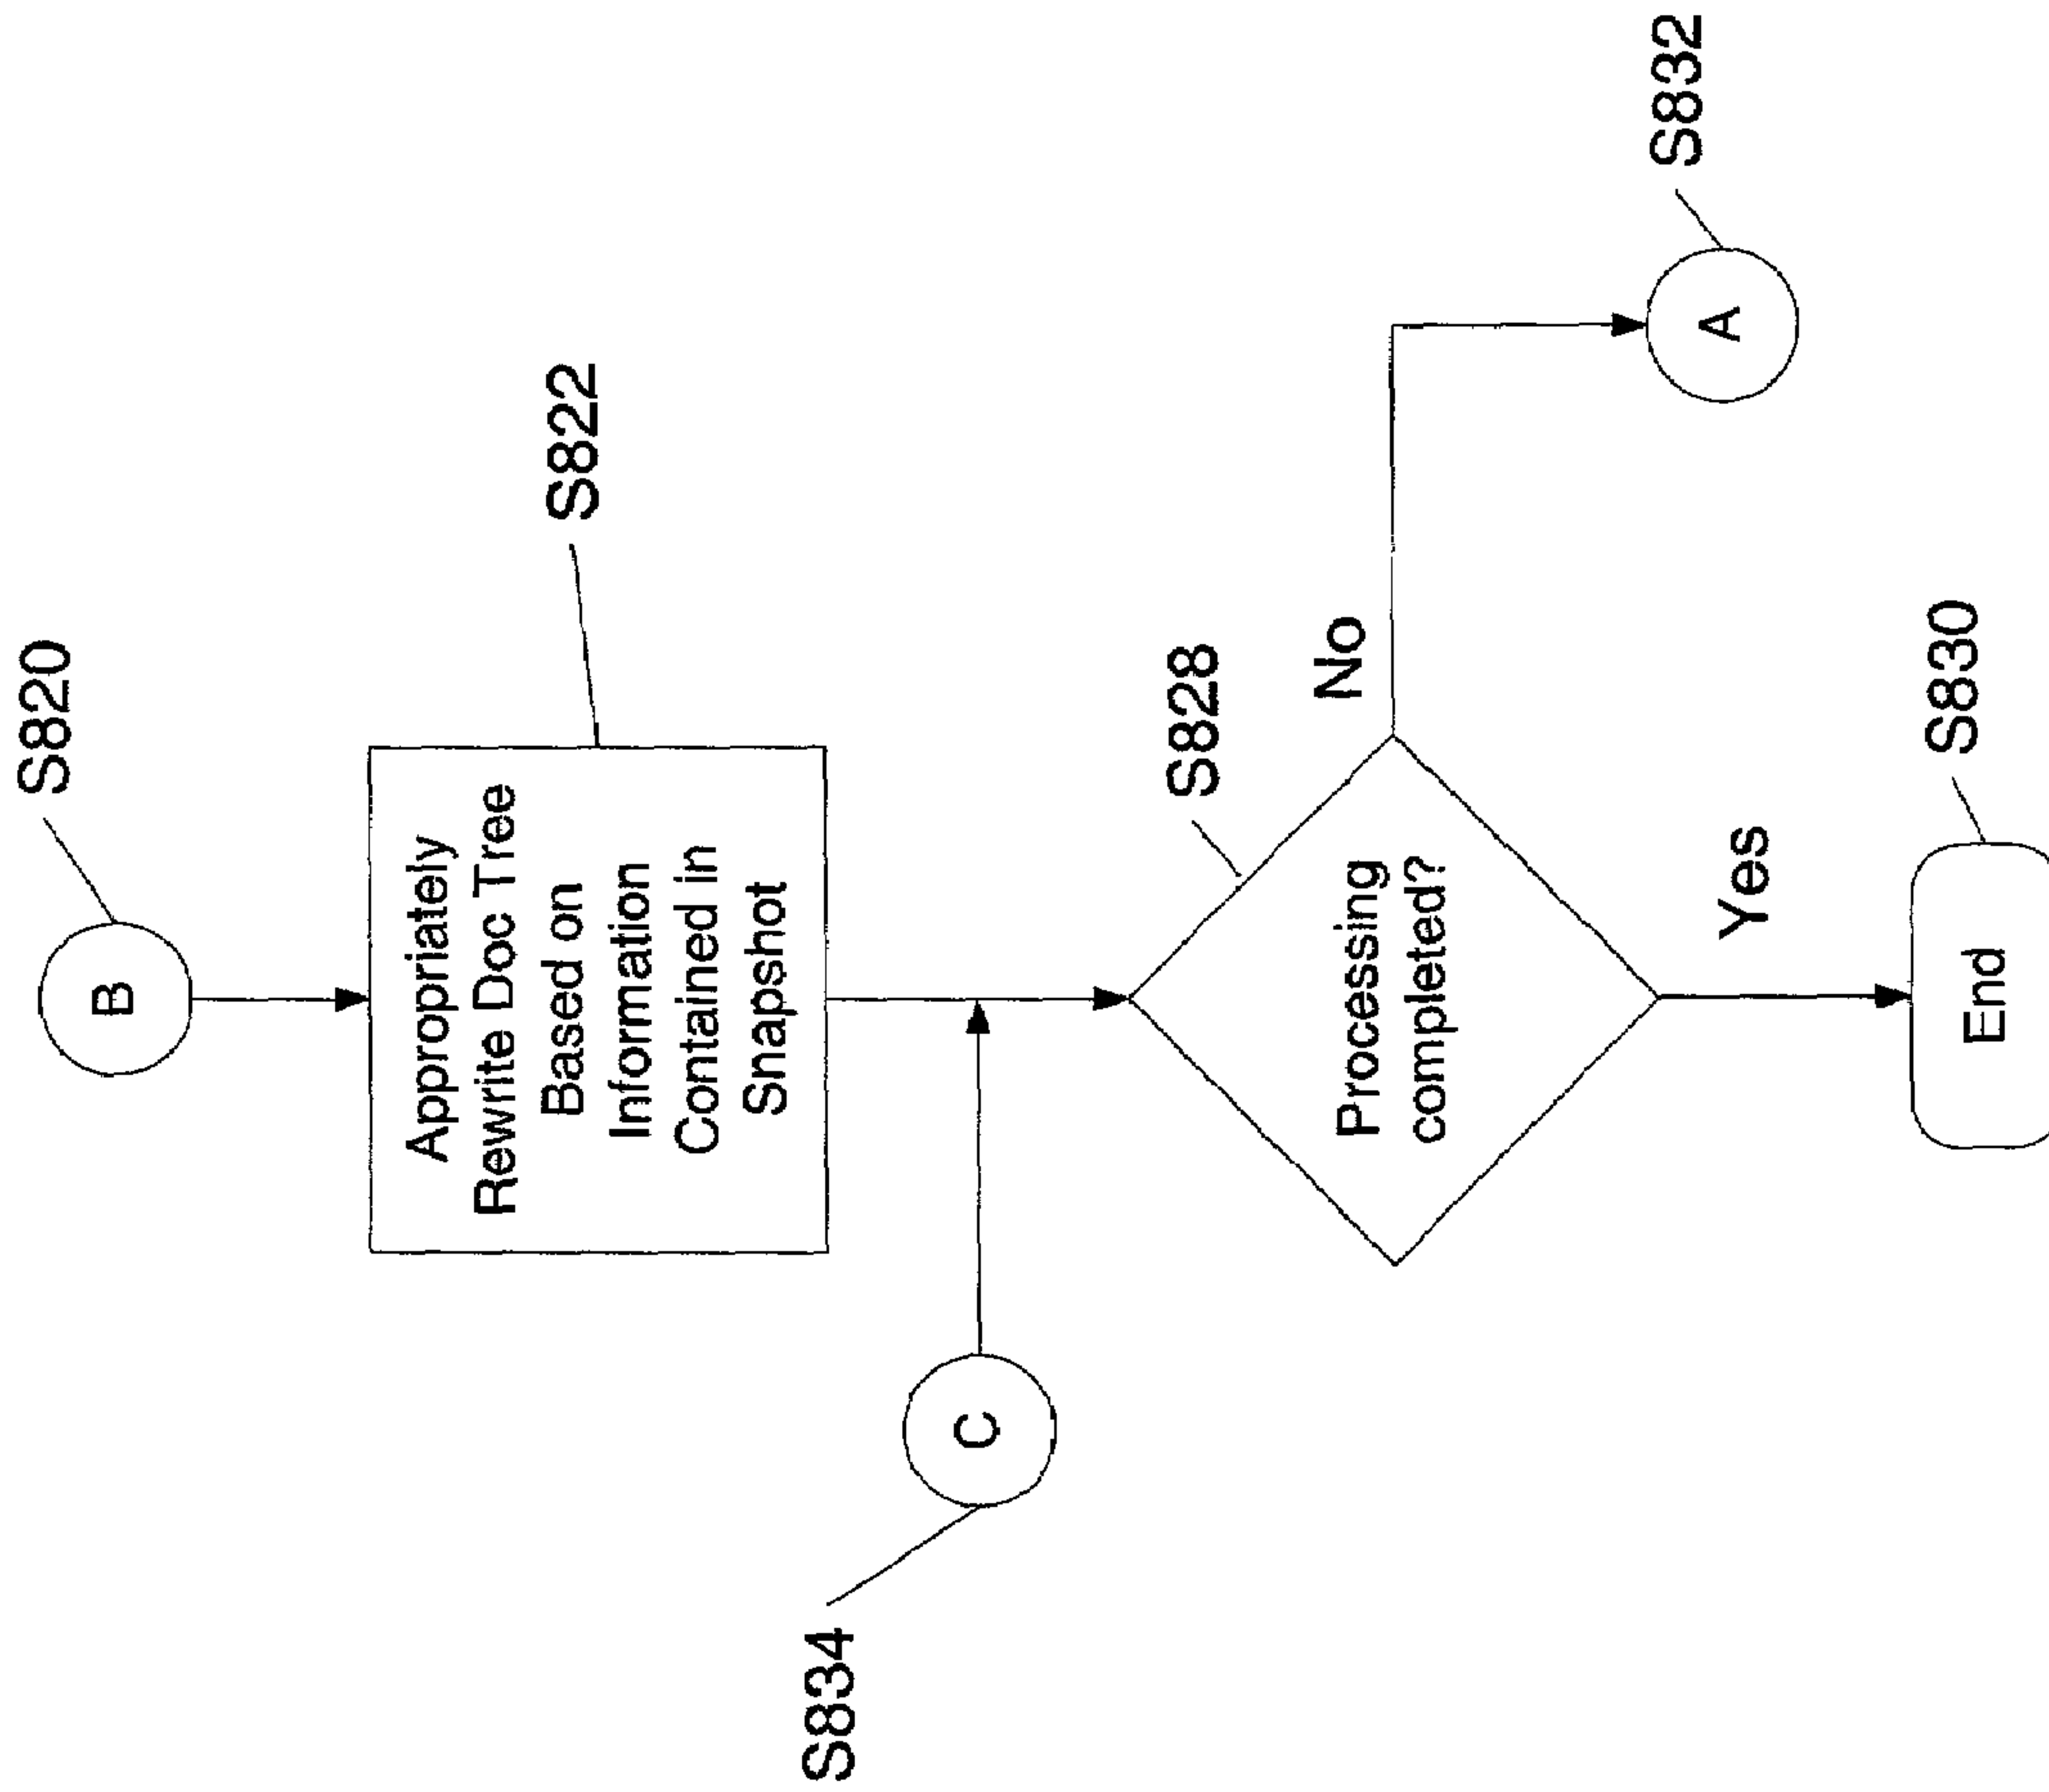 S820
B
Appropriately
Rewrite Doc Tree
Based on
Information
Contained in
Snapshot
S822
S834
C
S828
Processing
completed?
No
Yes
A
S832
End
S830